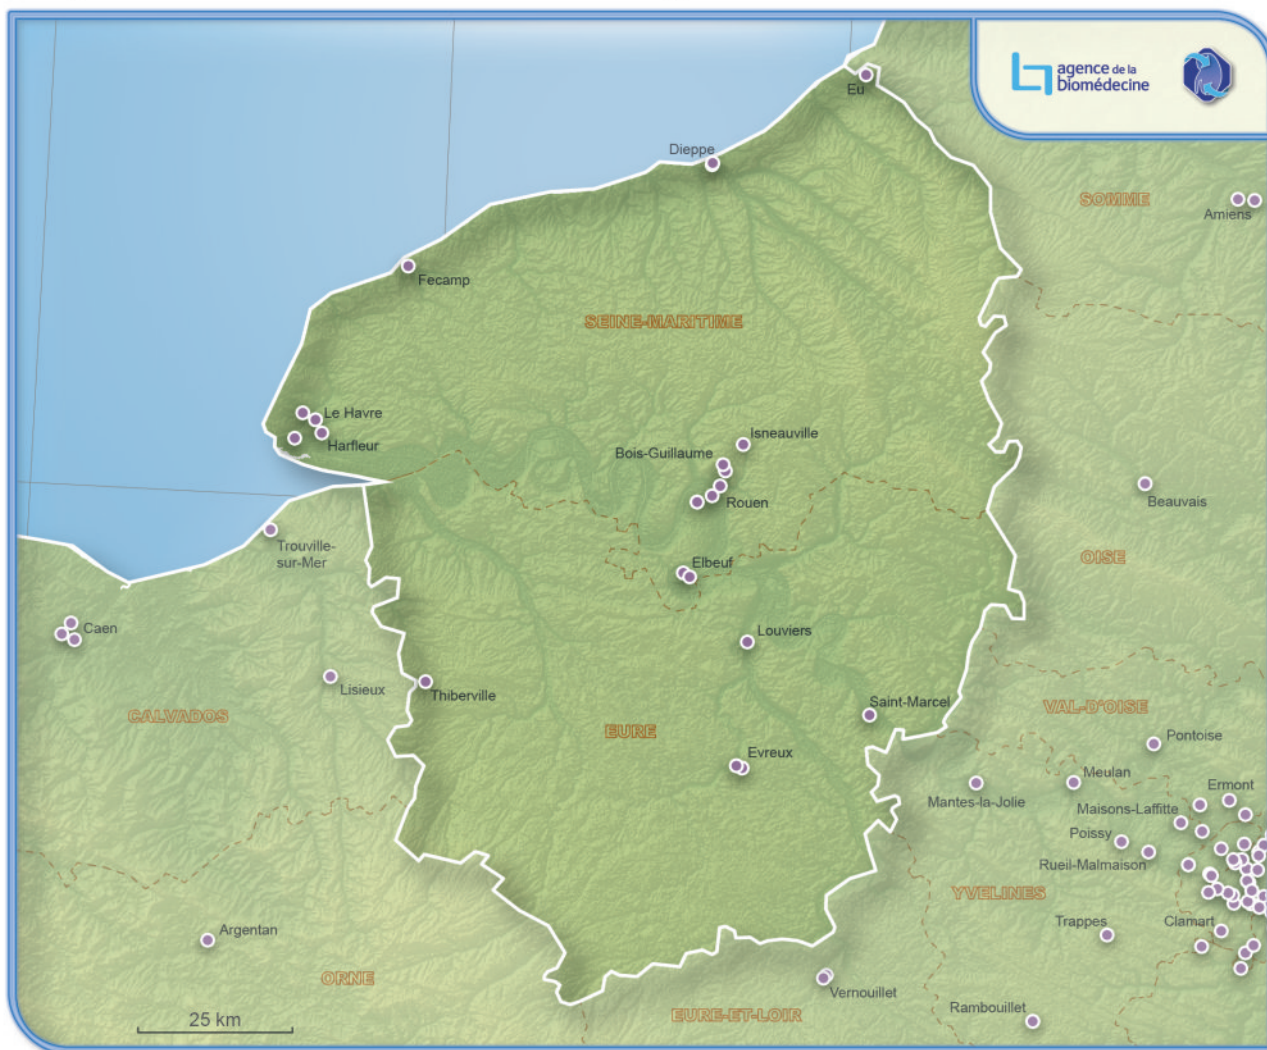 agence de la
biomédecine
Eu
Dieppe
SOMME
Amiens
Fecamp
SEINE-MARITIME
Le Havre
Harfleur
Isneauville
Bois-Guillaume
Rouen
Beauvais
Trouville-
sur-Mer
Elbeuf
OISE
Caen
Louviers
Lisieux
Thiberville
Saint-Marcel
CALVADOS
EURE
VAL-D'OISE
Pontoise
Evreux
Meulan
Ermont
Mantes-la-Jolie
Maisons-Laffitte
Poissy
Rueil-Malmaison
YVELINES
Trappes
Clamart
Argentan
ORNE
Vernouillet
Rambouillet
EURE-ET-LOIR
25 km